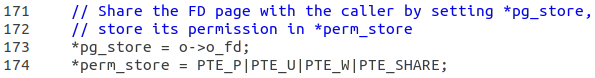 171     // Share the FD page with the caller by setting *pg_store,
172     // store its permission in *perm_store
173     *pg_store = o->o_fd;
174     *perm_store = PTE_P|PTE_U|PTE_W|PTE_SHARE;